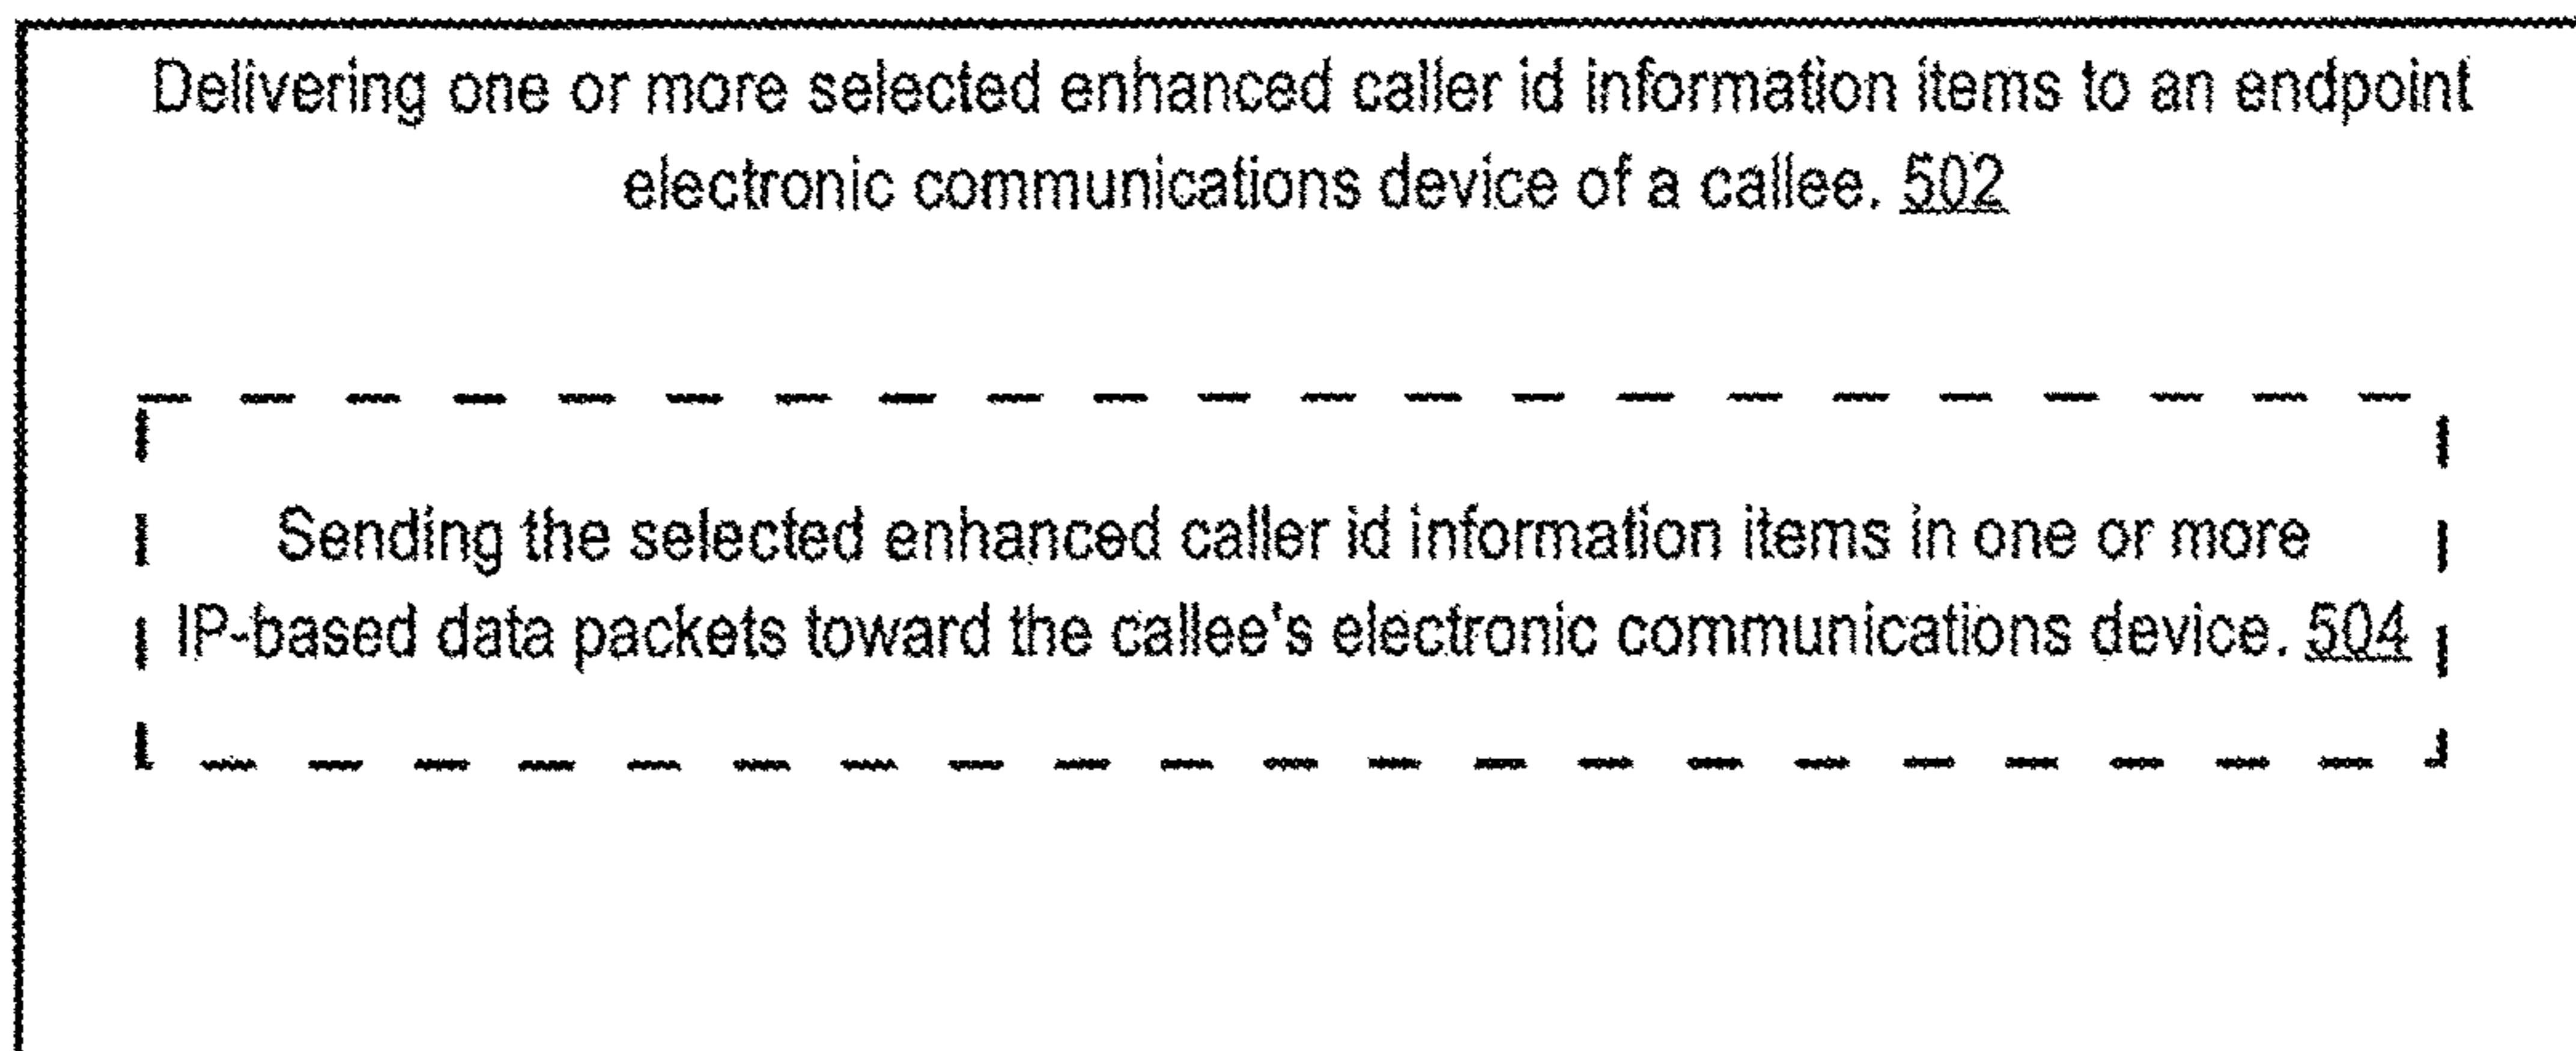 Delivering one or more selected enhanced caller id information items to an endpoint
electronic communications device of a callee. 502
Sending the selected enhanced caller id information items in one or more
IP-based data packets toward the callee's electronic communications device. 504